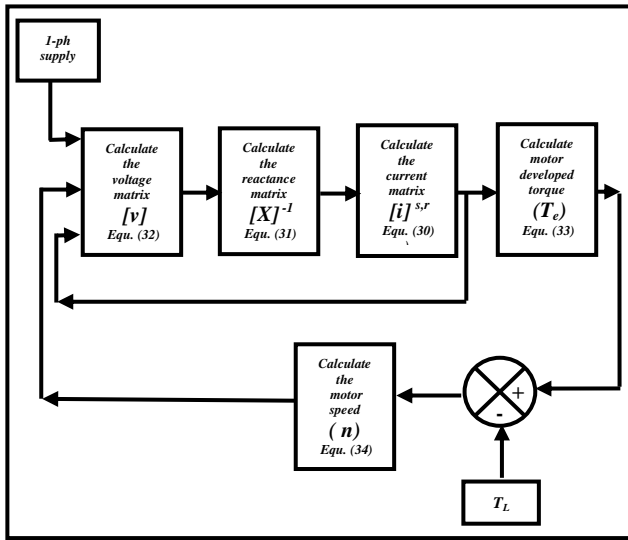 1-ph
supply
Calculate
the
voltage
matrix
[v]
Equ. (32)
Calculate
the
reactance
matrix
[X]⁻¹
Equ. (31)
Calculate
the
current
matrix
[i]ˢ,ʳ
Equ. (30)
Calculate
motor
developed
torque
(Tₑ)
Equ. (33)
Calculate
the
motor
speed
( n)
Equ. (34)
+
-
T_L